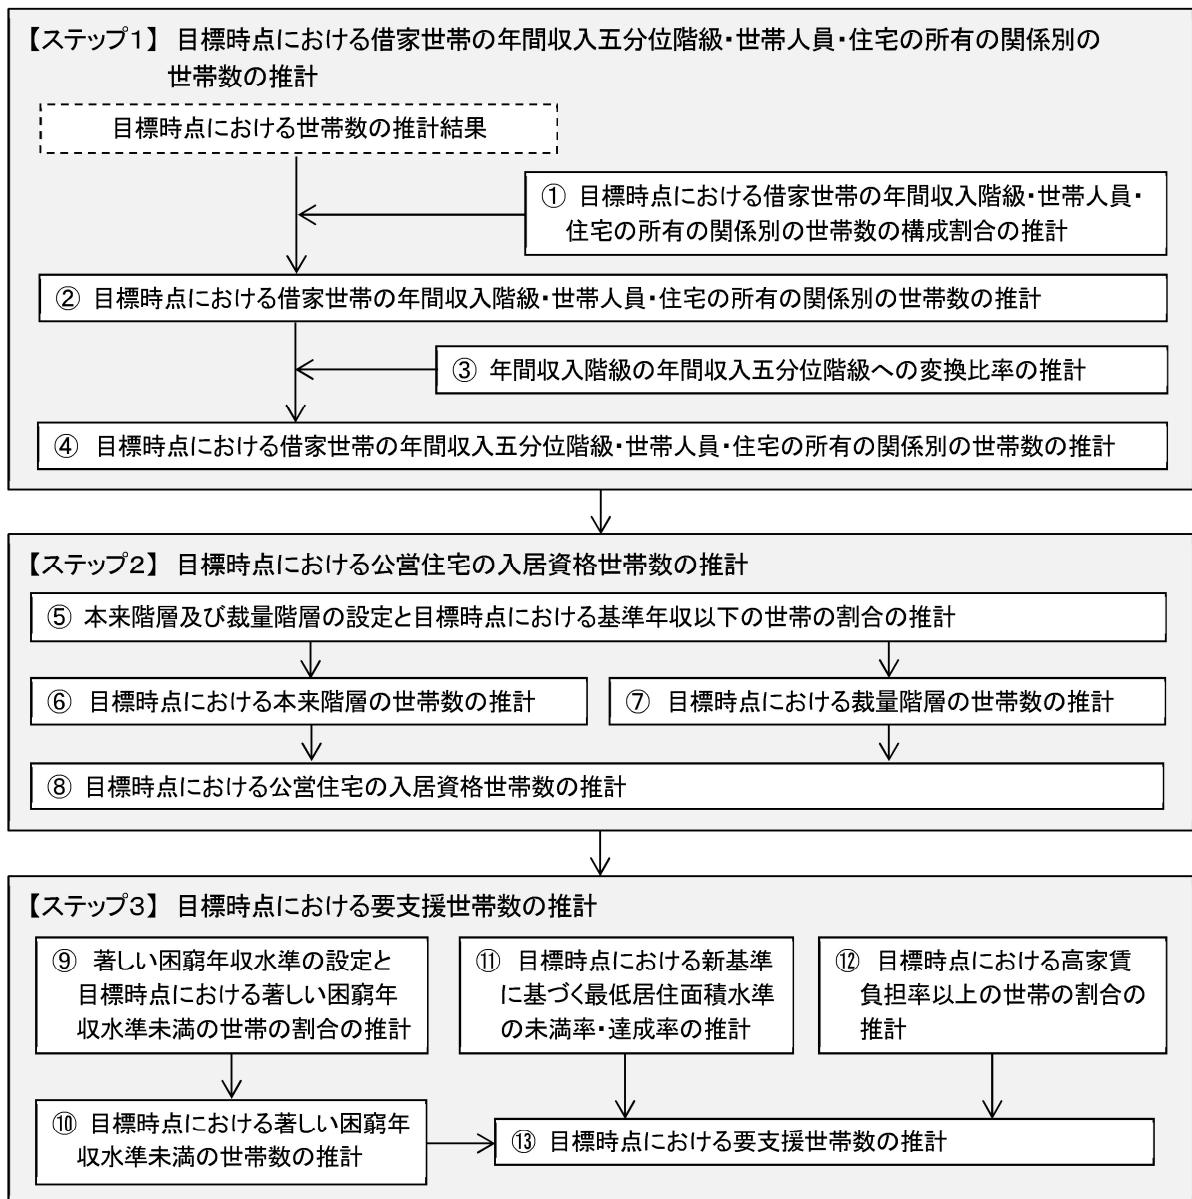 【ステップ１】 目標時点における借家世帯の年間収入五分位階級・世帯人員・住宅の所有の関係別の
世帯数の推計
目標時点における世帯数の推計結果
① 目標時点における借家世帯の年間収入階級・世帯人員・
住宅の所有の関係別の世帯数の構成割合の推計
② 目標時点における借家世帯の年間収入階級・世帯人員・住宅の所有の関係別の世帯数の推計
③ 年間収入階級の年間収入五分位階級への変換比率の推計
④ 目標時点における借家世帯の年間収入五分位階級・世帯人員・住宅の所有の関係別の世帯数の推計
【ステップ２】 目標時点における公営住宅の入居資格世帯数の推計
⑤ 本来階層及び裁量階層の設定と目標時点における基準年収以下の世帯の割合の推計
⑥ 目標時点における本来階層の世帯数の推計
⑦ 目標時点における裁量階層の世帯数の推計
⑧ 目標時点における公営住宅の入居資格世帯数の推計
【ステップ３】 目標時点における要支援世帯数の推計
⑨ 著しい困窮年収水準の設定と
目標時点における著しい困窮年
収水準未満の世帯の割合の推計
⑪ 目標時点における新基準
に基づく最低居住面積水準
の未満率・達成率の推計
⑫ 目標時点における高家賃
負担率以上の世帯の割合の
推計
⑩ 目標時点における著しい困窮年
収水準未満の世帯数の推計
⑬ 目標時点における要支援世帯数の推計